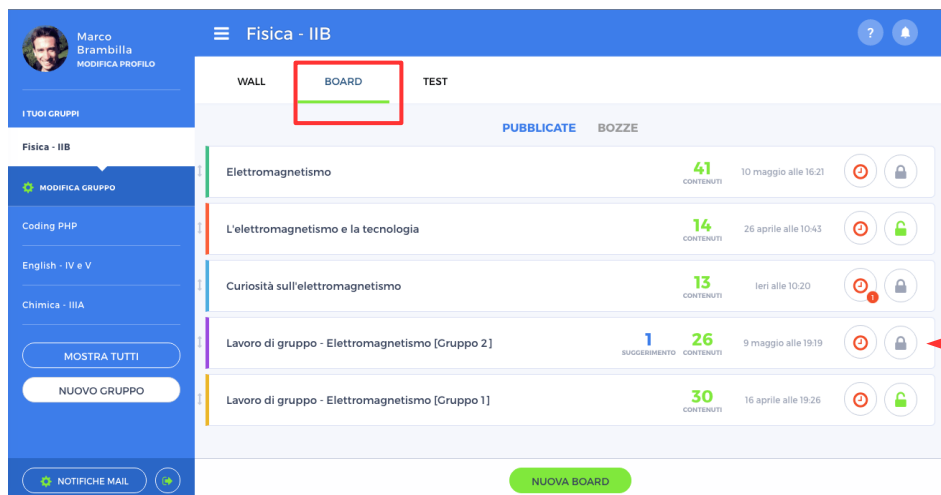 Marco
Brambilla
MODIFICA PROFILO
I TUOI GRUPPI
Fisica - IIB
MODIFICA GRUPPO
Coding PHP
English - IV e V
Chimica - IIIA
MOSTRA TUTTI
NUOVO GRUPPO
NOTIFICHE MAIL
Fisica - IIB
?
WALL BOARD TEST
PUBBLICATE BOZZE
Elettromagnetismo 41 CONTENUTI 10 maggio alle 16:21
L'elettromagnetismo e la tecnologia 14 CONTENUTI 26 aprile alle 10:43
Curiosità sull'elettromagnetismo 13 CONTENUTI Ieri alle 10:20 1
Lavoro di gruppo - Elettromagnetismo [Gruppo 2] 1 SUGGERIMENTO 26 CONTENUTI 9 maggio alle 19:19
Lavoro di gruppo - Elettromagnetismo [Gruppo 1] 30 CONTENUTI 16 aprile alle 19:26
NUOVA BOARD